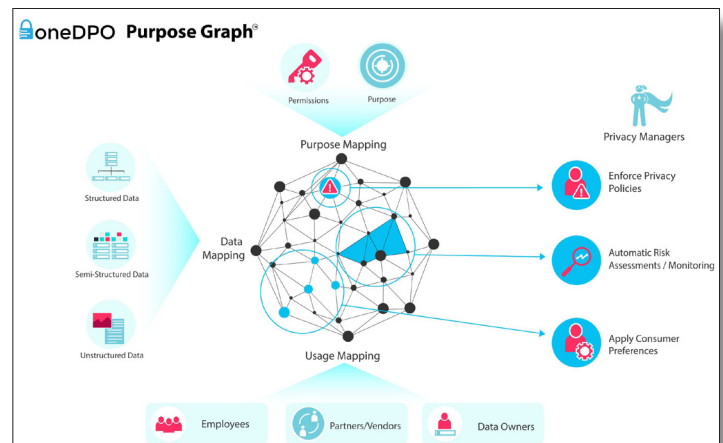 oneDPO Purpose Graph
Permissions
Purpose
Purpose Mapping
Privacy Managers
Structured Data
Semi-Structured Data
Unstructured Data
Data
Mapping
Enforce Privacy
Policies
Automatic Risk
Assessments / Monitoring
Apply Consumer
Preferences
Usage Mapping
Employees
Partners/Vendors
Data Owners